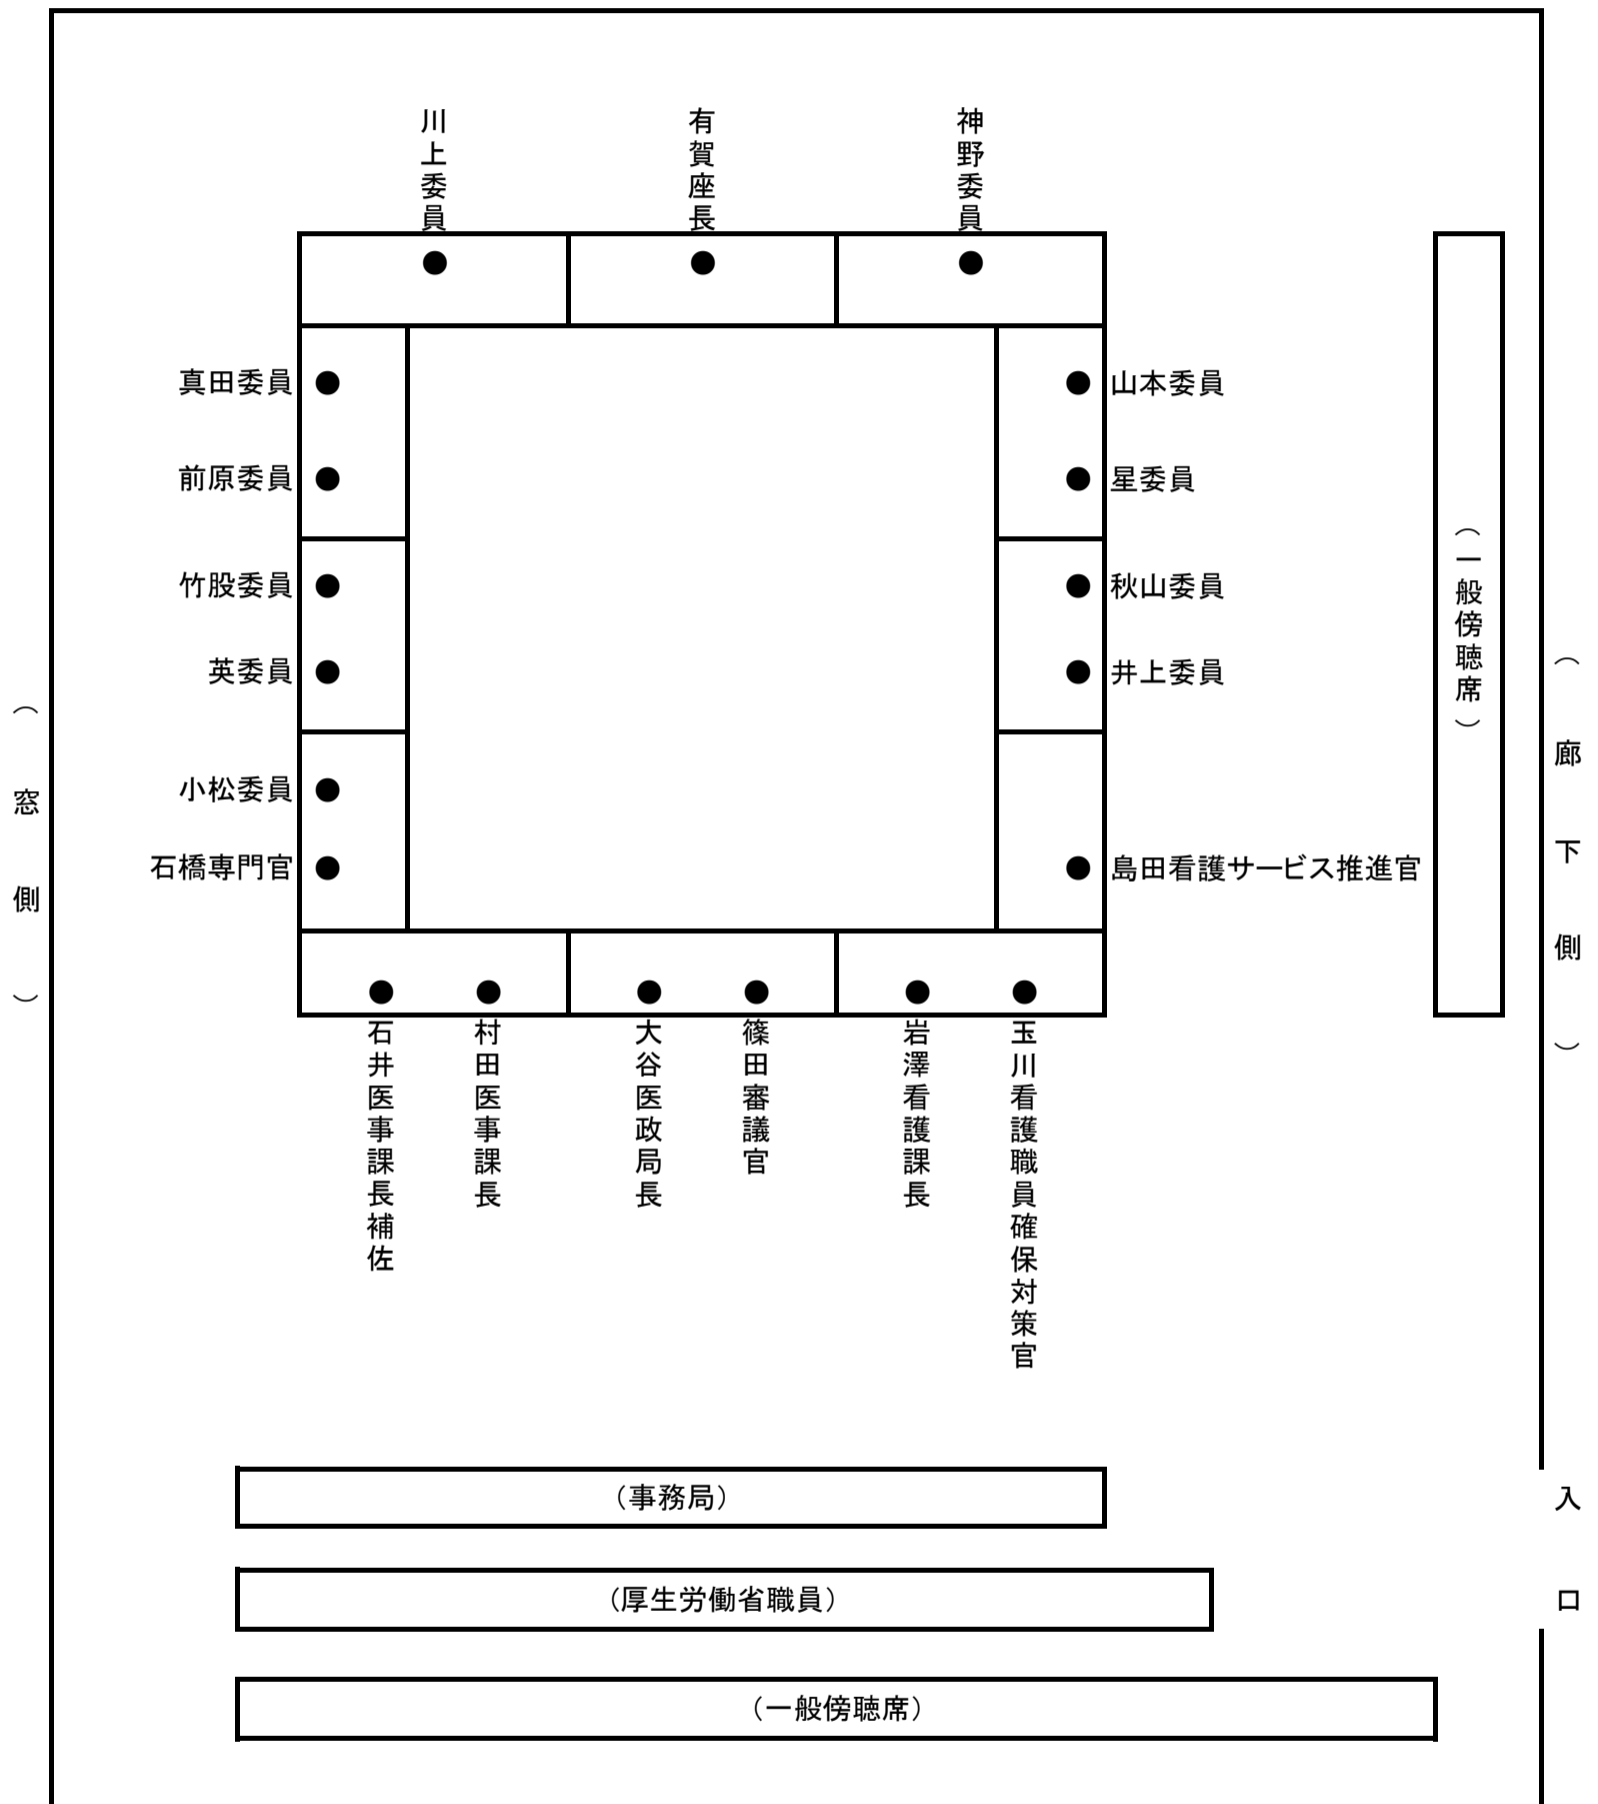 川上委員
有賀座長
神野委員
真田委員
山本委員
前原委員
星委員
竹股委員
秋山委員
英委員
井上委員
小松委員
石橋専門官
島田看護サービス推進官
（一般傍聴席）
（窓側）
（廊下側）
石井医事課長補佐
村田医事課長
大谷医政局長
篠田審議官
岩澤看護課長
玉川看護職員確保対策官
（事務局）
入口
（厚生労働省職員）
（一般傍聴席）